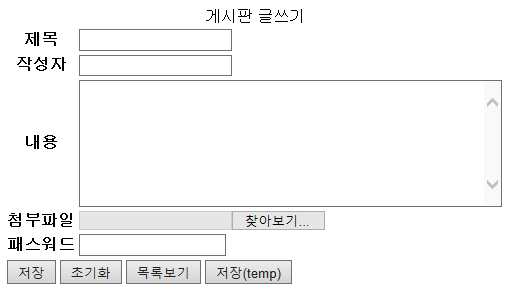 게시판 글쓰기
제목
작성자
내용
첨부파일 찾아보기...
패스워드
저장 초기화 목록보기 저장(temp)